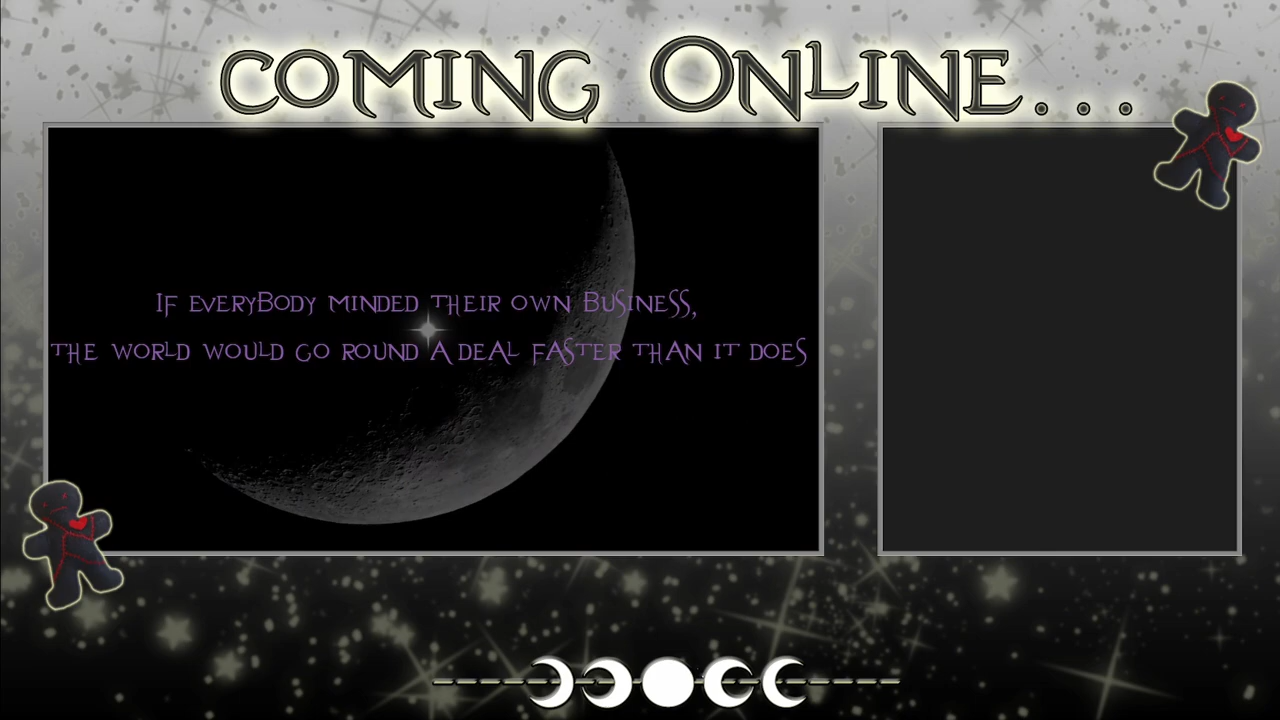 COMING ONLINE...
IF EVERYBODY MINDED THEIR OWN BUSINESS,
THE WORLD WOULD GO ROUND A DEAL FASTER THAN IT DOES